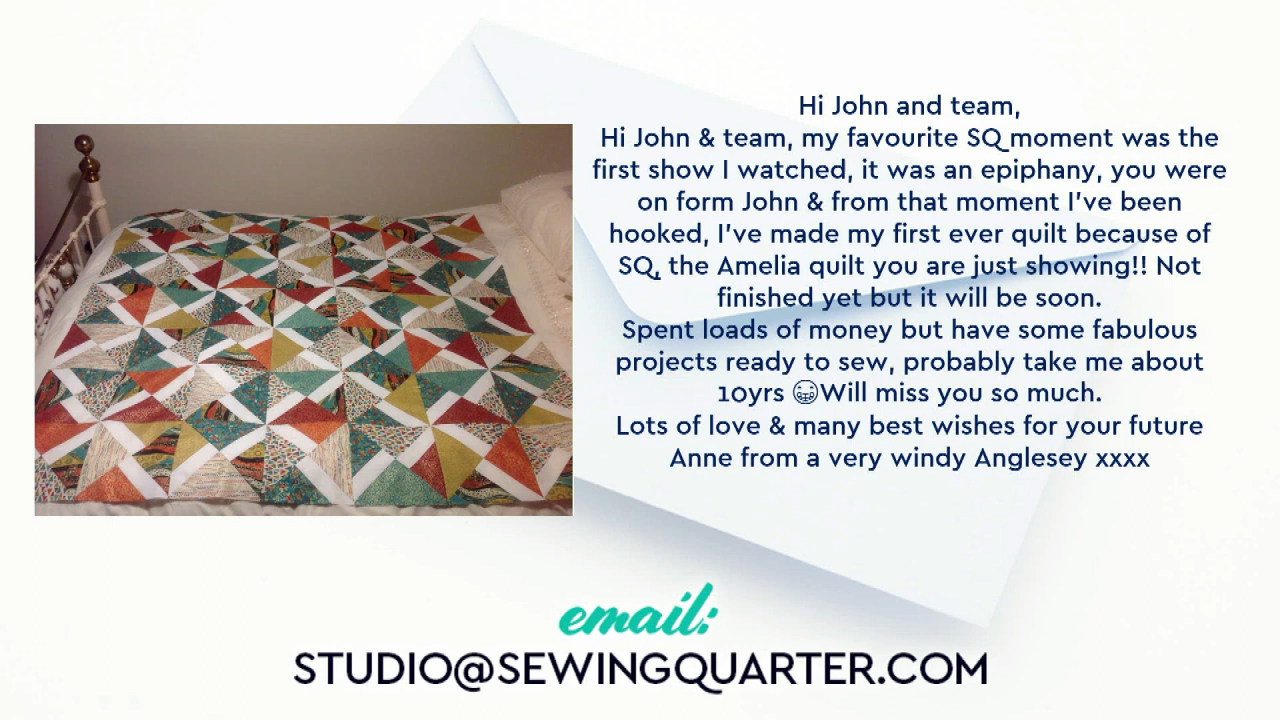 Hi John and team,
Hi John & team, my favourite SQ moment was the
first show I watched, it was an epiphany, you were
on form John & from that moment I've been
hooked, I've made my first ever quilt because of
SQ, the Amelia quilt you are just showing!! Not
finished yet but it will be soon.
Spent loads of money but have some fabulous
projects ready to sew, probably take me about
10yrs 😁Will miss you so much.
Lots of love & many best wishes for your future
Anne from a very windy Anglesey xxxx
email:
STUDIO@SEWINGQUARTER.COM